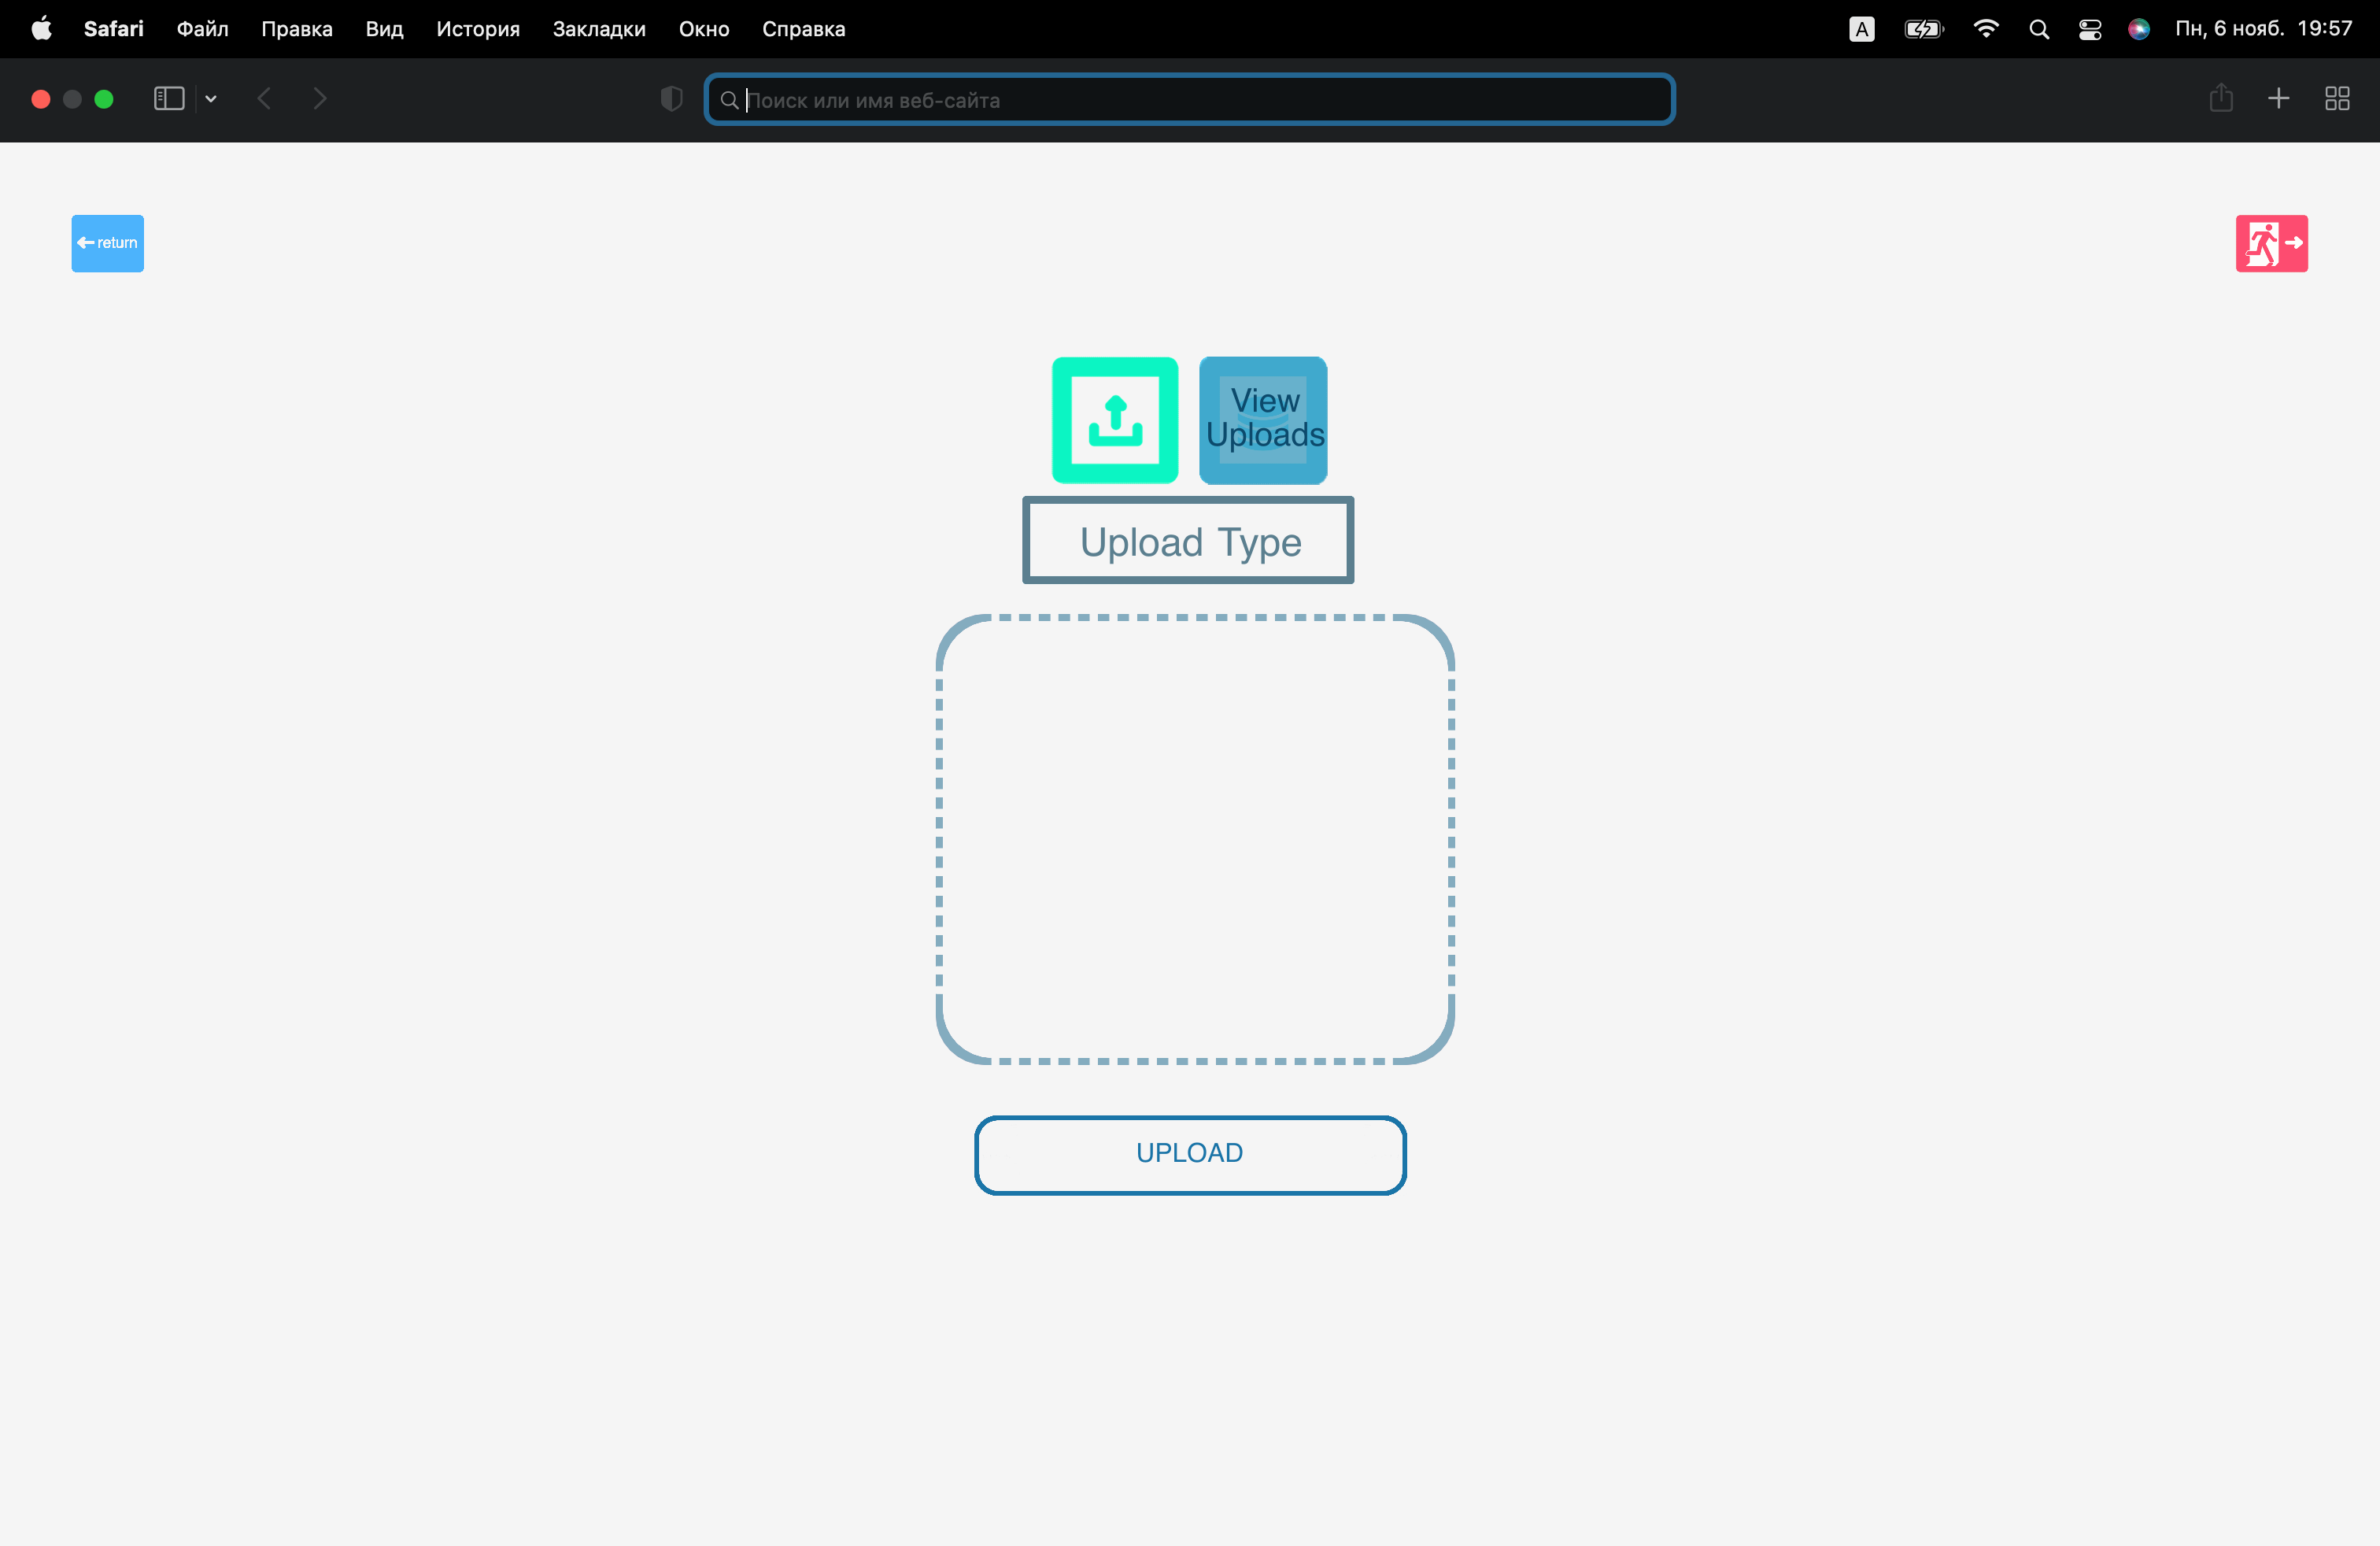 Safari Файл Правка Вид История Закладки Окно Справка A Пн, 6 нояб. 19:57
Поиск или имя веб-сайта
return
View
Uploads
Upload Type
UPLOAD